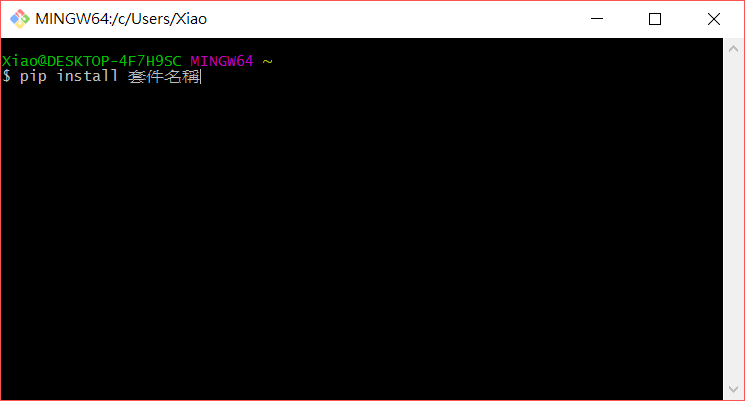 MINGW64:/c/Users/Xiao
Xiao@DESKTOP-4F7H9SC MINGW64 ~
$ pip install 套件名稱